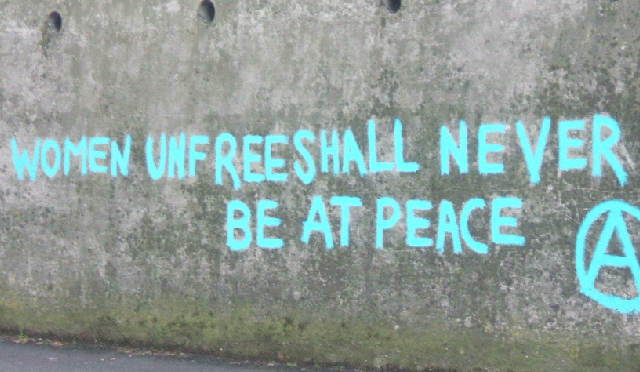 WOMEN UNFREE SHALL NEVER
BE AT PEACE
A